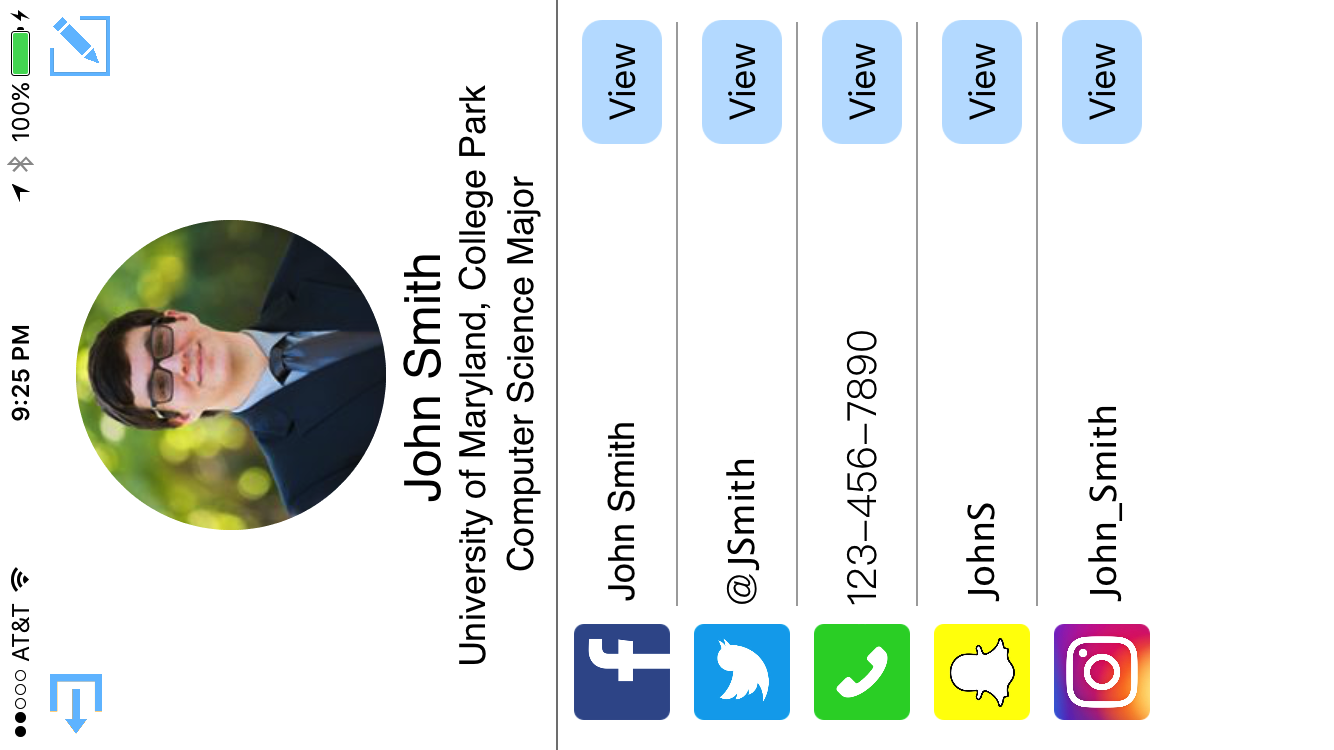 AT&T 9:25 PM 100%
John Smith
University of Maryland, College Park
Computer Science Major
John Smith View
@JSmith View
123-456-7890 View
JohnS View
John_Smith View